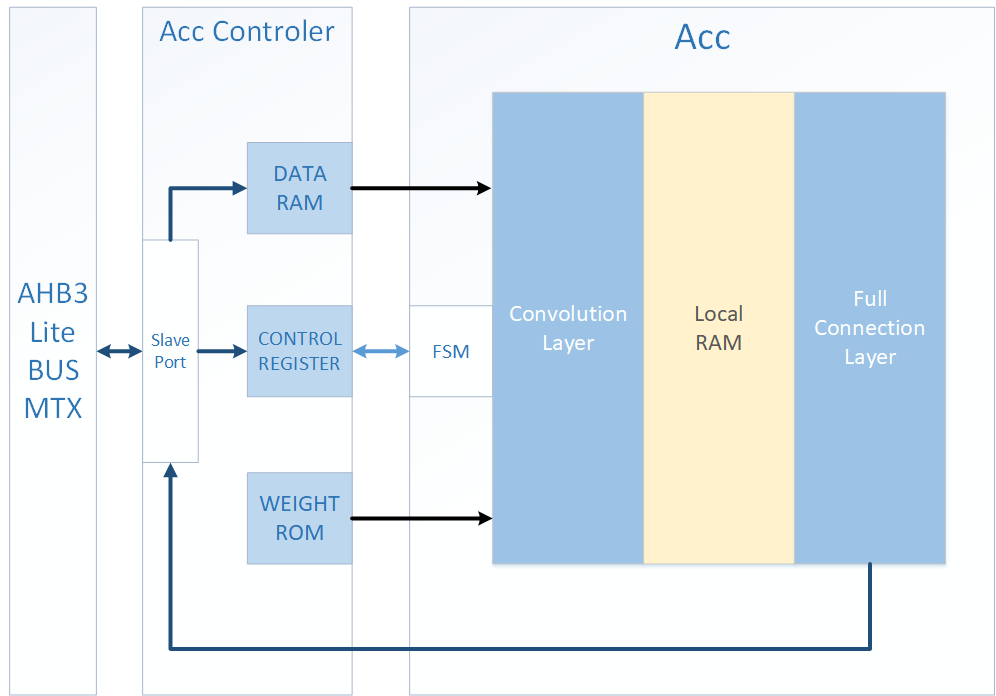 Acc Controler
Acc
DATA
RAM
AHB3
Lite
BUS
MTX
Slave
Port
CONTROL
REGISTER
FSM
Convolution
Layer
Local
RAM
Full
Connection
Layer
WEIGHT
ROM